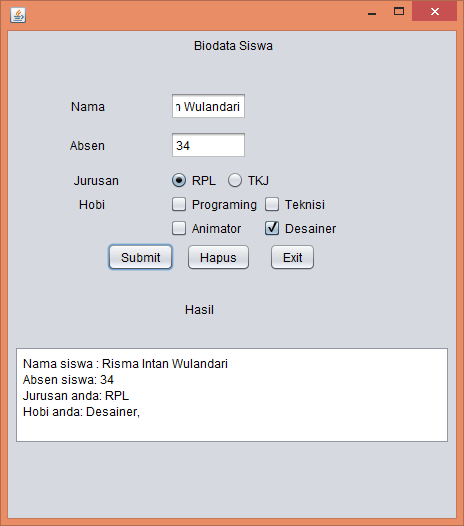 Biodata Siswa
Nama
n Wulandari
Absen
34
Jurusan RPL TKJ
Hobi Programing Teknisi
Animator Desainer
Submit Hapus Exit
Hasil
Nama siswa : Risma Intan Wulandari
Absen siswa: 34
Jurusan anda: RPL
Hobi anda: Desainer,